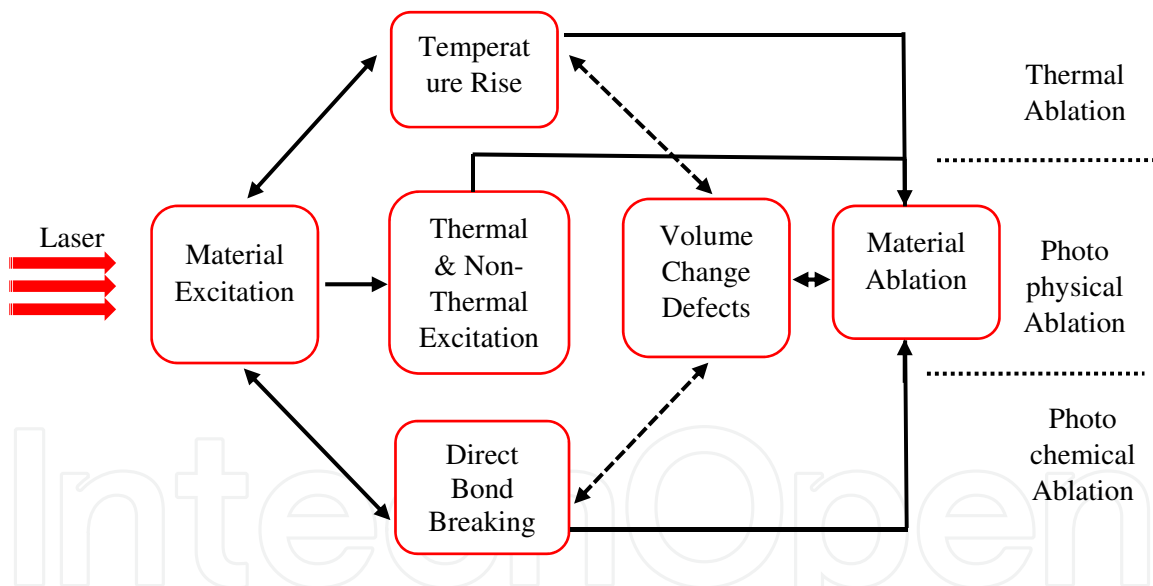 Temperat
ure Rise
Thermal
Ablation
Laser
Material
Excitation
Thermal
& Non-
Thermal
Excitation
Volume
Change
Defects
Material
Ablation
Photo
physical
Ablation
Direct
Bond
Breaking
Photo
chemical
Ablation
IntechOpen